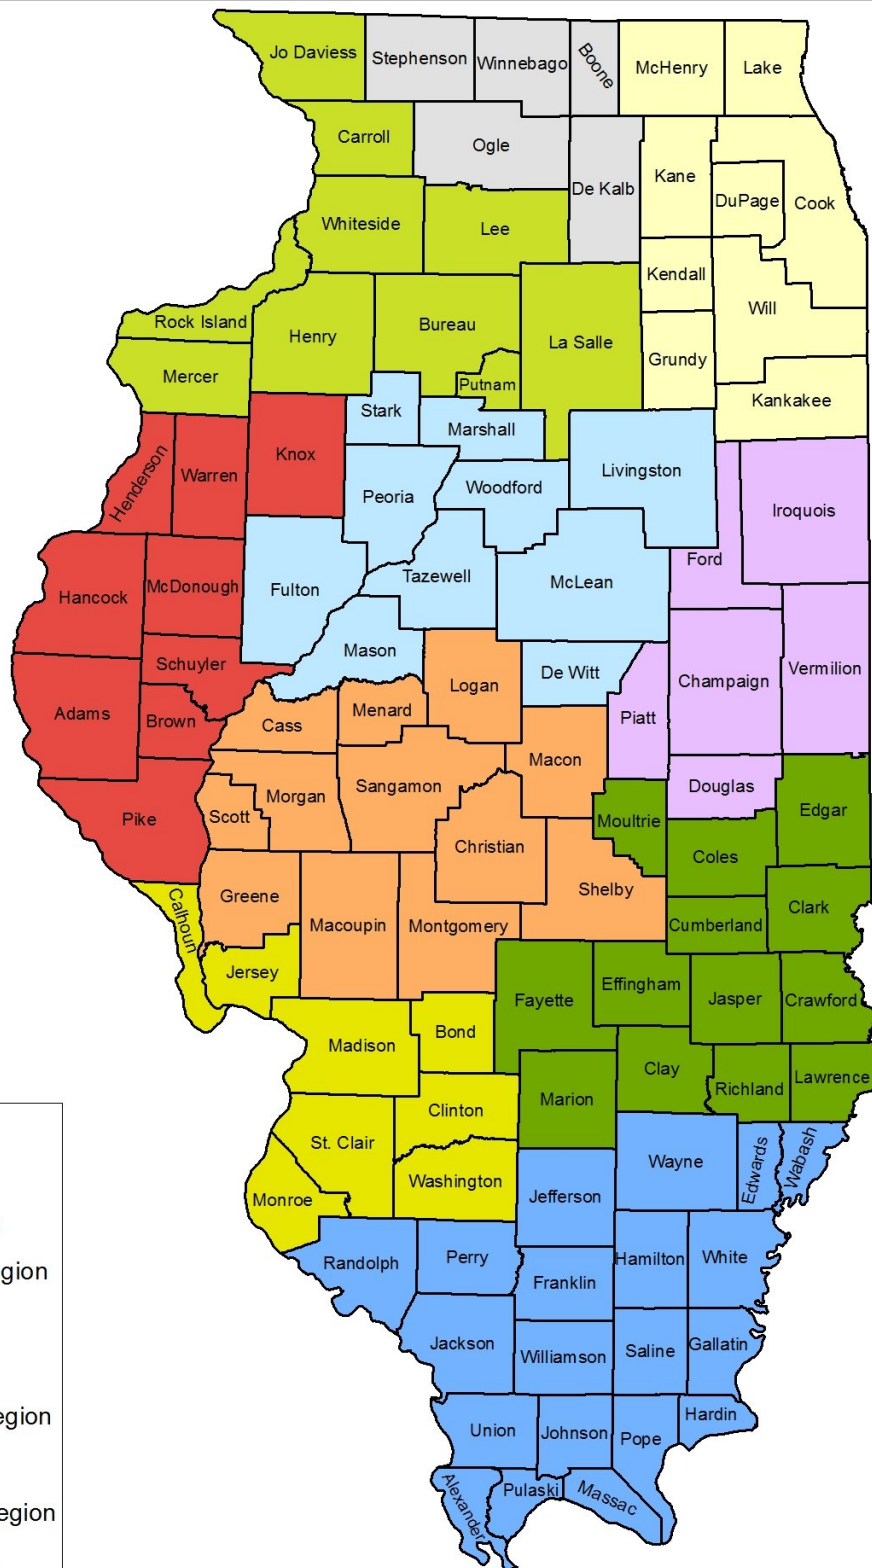 Jo Daviess
Stephenson
Winnebago
Boone
McHenry
Lake
Carroll
Ogle
De Kalb
Kane
DuPage
Cook
Whiteside
Lee
Kendall
Rock Island
Henry
Bureau
La Salle
Will
Grundy
Mercer
Putnam
Kankakee
Stark
Marshall
Henderson
Warren
Knox
Peoria
Woodford
Livingston
Iroquois
Ford
Hancock
McDonough
Fulton
Tazewell
McLean
Mason
Schuyler
De Witt
Vermilion
Champaign
Logan
Adams
Brown
Cass
Menard
Piatt
Macon
Sangamon
Douglas
Morgan
Scott
Pike
Moultrie
Edgar
Christian
Coles
Shelby
Greene
Calhoun
Macoupin
Montgomery
Cumberland
Clark
Jersey
Fayette
Effingham
Jasper
Crawford
Madison
Bond
Clay
Richland
Lawrence
Marion
Clinton
St. Clair
Wayne
Edwards
Wabash
Washington
Monroe
Jefferson
Randolph
Perry
Hamilton
White
gion
Franklin
Jackson
Williamson
Saline
Gallatin
egion
Union
Johnson
Pope
Hardin
Alexander
Pulaski
Massac
egion